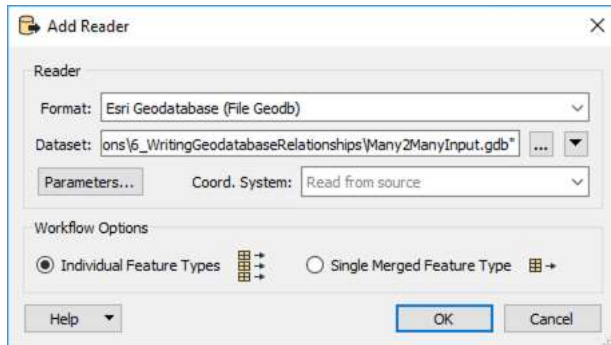 Add Reader
Reader
Format: Esri Geodatabase (File Geodb)
Dataset: ons\6_WritingGeodatabaseRelationships\Many2ManyInput.gdb" ...
Parameters... Coord. System: Read from source
Workflow Options
Individual Feature Types Single Merged Feature Type
Help OK Cancel